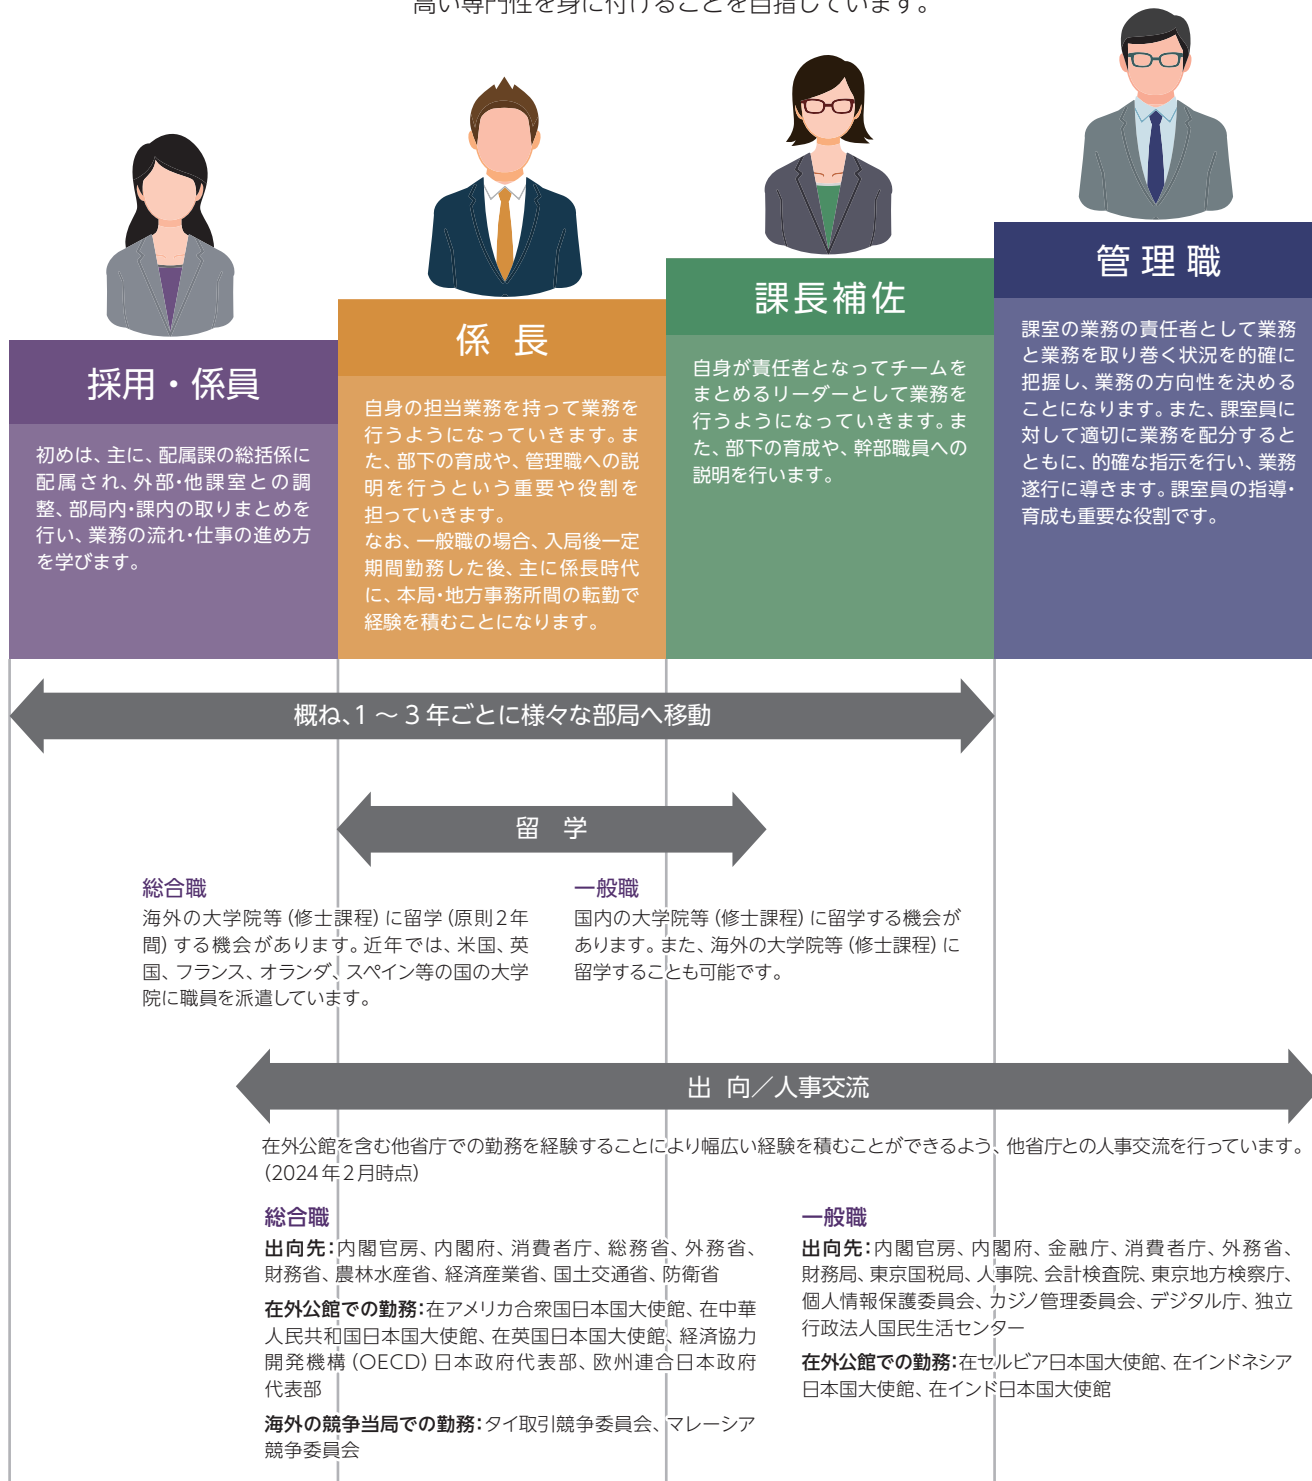 高い専門性を身に付けることを目指しています。
採用・係員
初めは、主に、配属課の総括係に
配属され、外部・他課室との調
整、部局内・課内の取りまとめを
行い、業務の流れ・仕事の進め方
を学びます。
係 長
自身の担当業務を持って業務を
行うようになっていきます。ま
た、部下の育成や、管理職への説
明を行うという重要や役割を
担っていきます。
なお、一般職の場合、入局後一定
期間勤務した後、主に係長時代
に、本局・地方事務所間の転勤で
経験を積むことになります。
課長補佐
自身が責任者となってチームを
まとめるリーダーとして業務を
行うようになっていきます。ま
た、部下の育成や、幹部職員への
説明を行います。
管理職
課室の業務の責任者として業務
と業務を取り巻く状況を的確に
把握し、業務の方向性を決める
ことになります。また、課室員に
対して適切に業務を配分すると
ともに、的確な指示を行い、業務
遂行に導きます。課室員の指導・
育成も重要な役割です。
概ね、1 ～ 3 年ごとに様々な部局へ移動
留 学
総合職
海外の大学院等 (修士課程) に留学 (原則2年
間) する機会があります。近年では、米国、英
国、フランス、オランダ、スペイン等の国の大学
院に職員を派遣しています。
一般職
国内の大学院等 (修士課程) に留学する機会が
あります。また、海外の大学院等 (修士課程) に
留学することも可能です。
出 向／人事交流
在外公館を含む他省庁での勤務を経験することにより幅広い経験を積むことができるよう、他省庁との人事交流を行っています。
(2024年2月時点)
総合職
出向先：内閣官房、内閣府、消費者庁、総務省、外務省、
財務省、農林水産省、経済産業省、国土交通省、防衛省
在外公館での勤務：在アメリカ合衆国日本国大使館、在中華
人民共和国日本国大使館、在英国日本国大使館、経済協力
開発機構 (OECD) 日本政府代表部、欧州連合日本政府
代表部
海外の競争当局での勤務：タイ取引競争委員会、マレーシア
競争委員会
一般職
出向先：内閣官房、内閣府、金融庁、消費者庁、外務省、
財務局、東京国税局、人事院、会計検査院、東京地方検察庁、
個人情報保護委員会、カジノ管理委員会、デジタル庁、独立
行政法人国民生活センター
在外公館での勤務：在セルビア日本国大使館、在インドネシア
日本国大使館、在インド日本国大使館